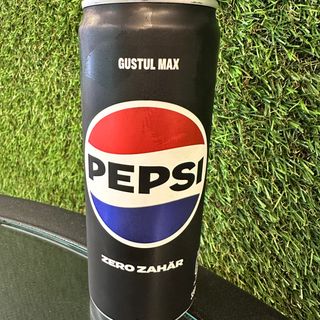 GUSTUL MAX
PEPSI
ZERO ZAHĂR